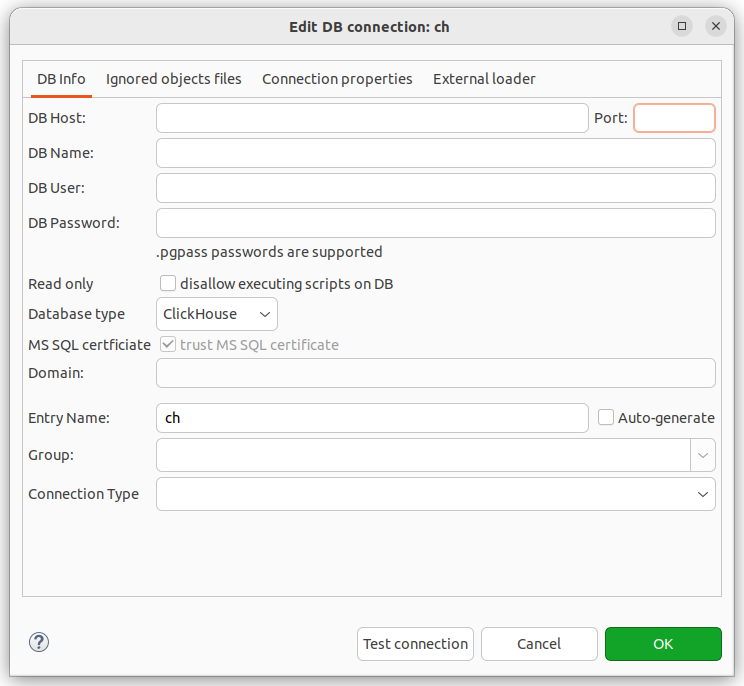 Edit DB connection: ch
DB Info Ignored objects files Connection properties External loader
DB Host: Port:
DB Name:
DB User:
DB Password:
.pgpass passwords are supported
Read only disallow executing scripts on DB
Database type ClickHouse
MS SQL certficiate trust MS SQL certificate
Domain:
Entry Name: ch Auto-generate
Group:
Connection Type
? Test connection Cancel OK